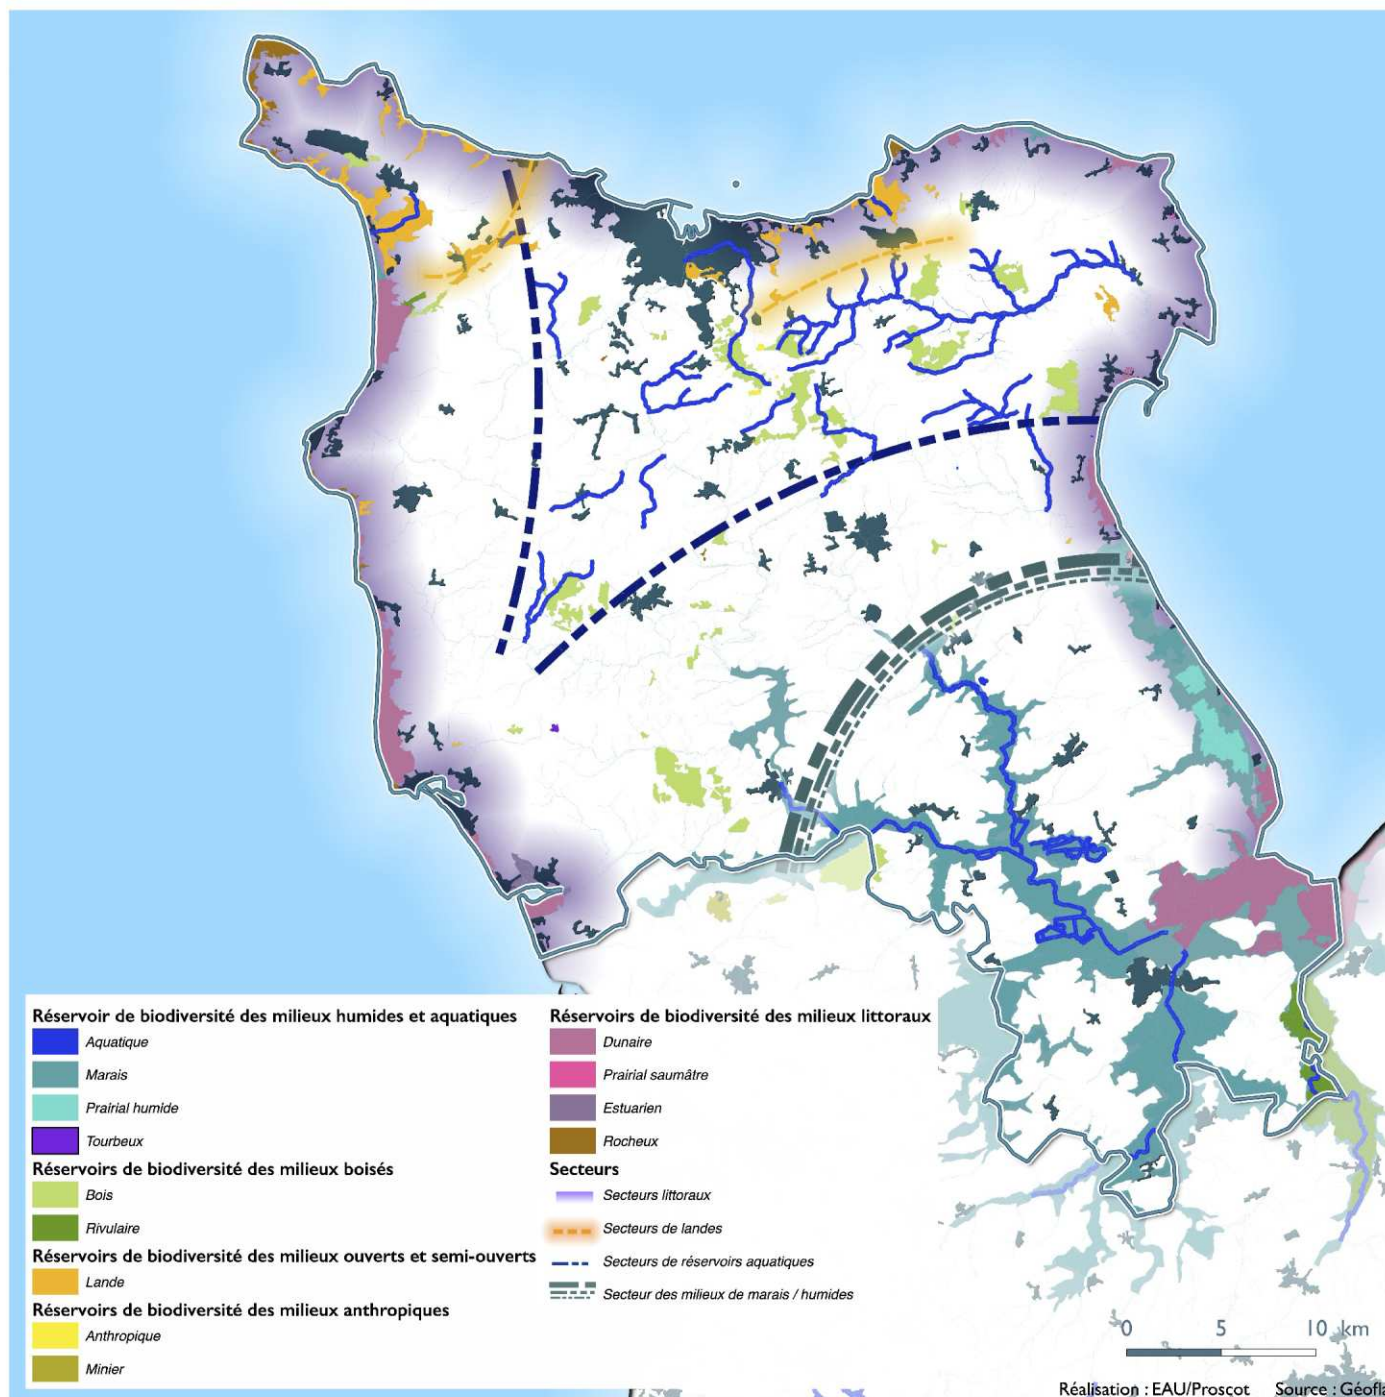 Réservoir de biodiversité des milieux humides et aquatiques
Aquatique
Marais
Prairial humide
Tourbeux
Réservoirs de biodiversité des milieux boisés
Bois
Rivulaire
Réservoirs de biodiversité des milieux ouverts et semi-ouverts
Lande
Réservoirs de biodiversité des milieux anthropiques
Anthropique
Minier
Réservoirs de biodiversité des milieux littoraux
Dunaire
Prairial saumâtre
Estuarien
Rocheux
Secteurs
Secteurs littoraux
Secteurs de landes
Secteurs de réservoirs aquatiques
Secteur des milieux de marais / humides
0 5 10 km
Réalisation : EAU/Proscot Source : Géofl